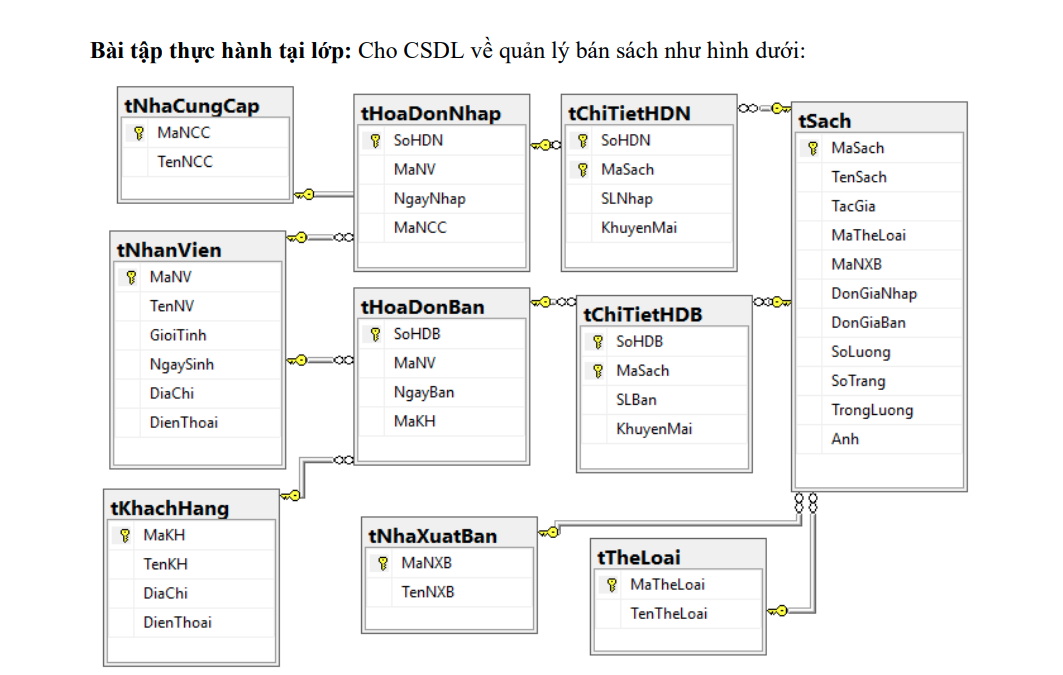 Bài tập thực hành tại lớp: Cho CSDL về quản lý bán sách như hình dưới:
tNhaCungCap
MaNCC
TenNCC
tHoaDonNhap
SoHDN
MaNV
NgayNhap
MaNCC
tChiTietHDN
SoHDN
MaSach
SLNhap
KhuyenMai
tSach
MaSach
TenSach
TacGia
MaTheLoai
MaNXB
DonGiaNhap
DonGiaBan
SoLuong
SoTrang
TrongLuong
Anh
tNhanVien
MaNV
TenNV
GioiTinh
NgaySinh
DiaChi
DienThoai
tHoaDonBan
SoHDB
MaNV
NgayBan
MaKH
tChiTietHDB
SoHDB
MaSach
SLBan
KhuyenMai
tKhachHang
MaKH
TenKH
DiaChi
DienThoai
tNhaXuatBan
MaNXB
TenNXB
tTheLoai
MaTheLoai
TenTheLoai